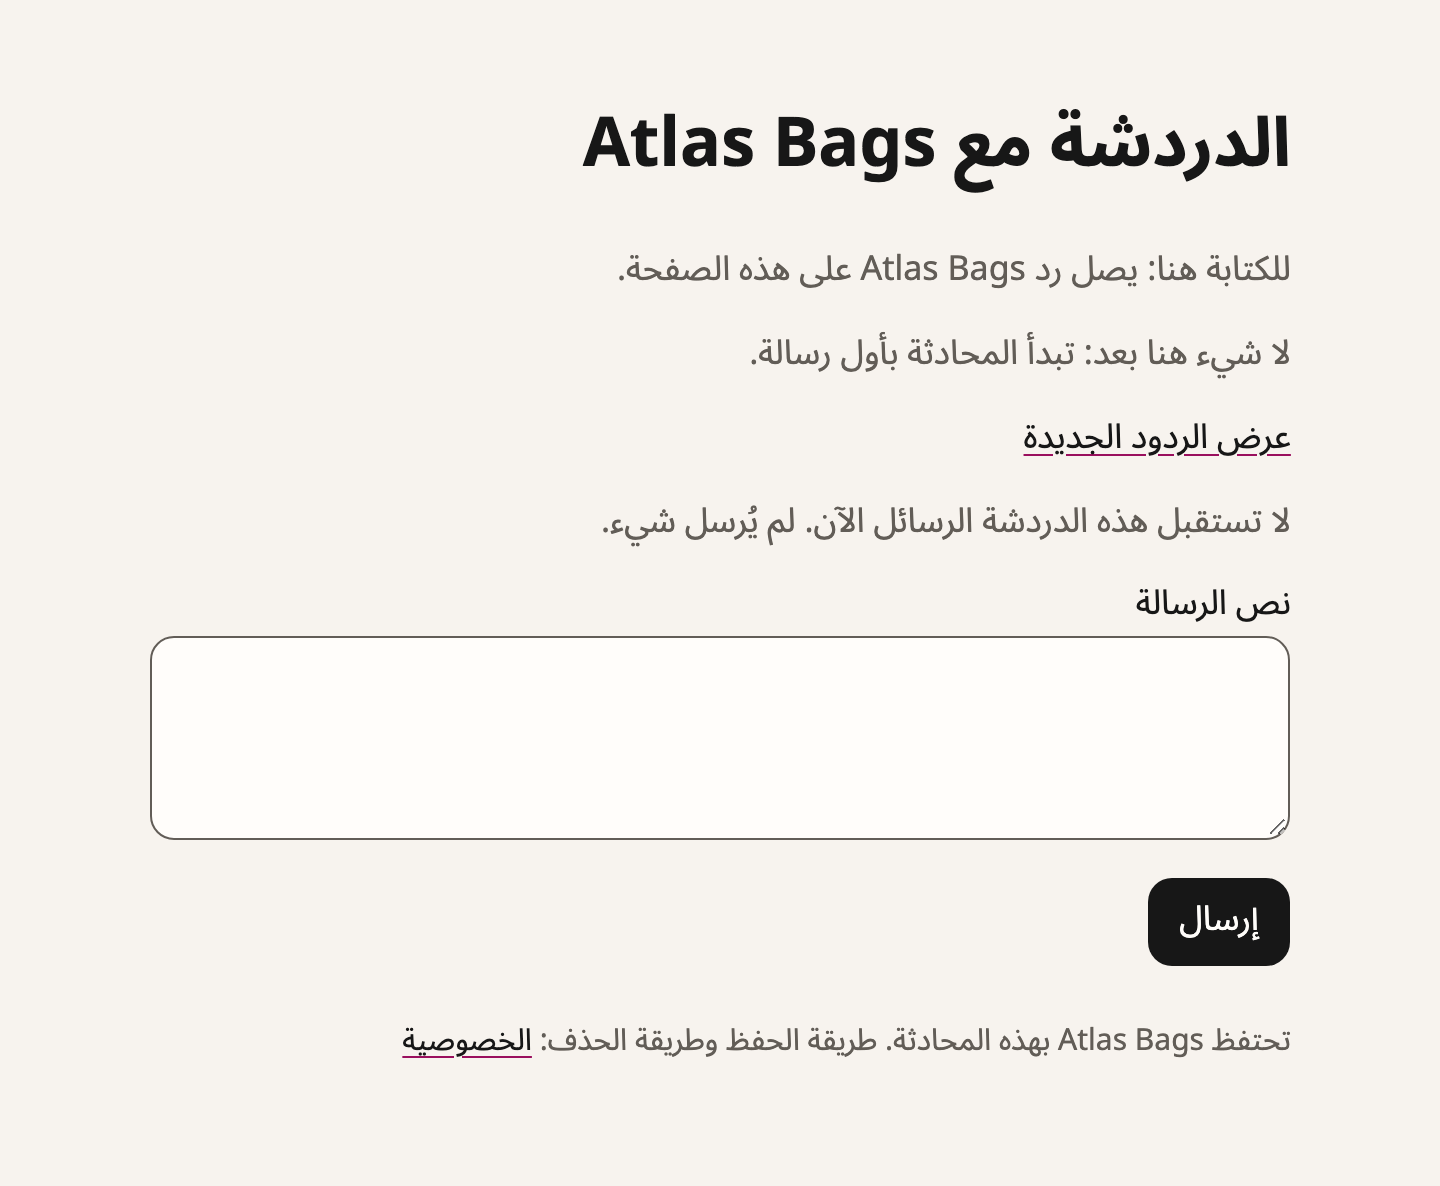 الدردشة مع Atlas Bags
للكتابة هنا: يصل رد Atlas Bags على هذه الصفحة.
لا شيء هنا بعد: تبدأ المحادثة بأول رسالة.
عرض الردود الجديدة
لا تستقبل هذه الدردشة الرسائل الآن. لم يُرسل شيء.
نص الرسالة
إرسال
تحتفظ Atlas Bags بهذه المحادثة. طريقة الحفظ وطريقة الحذف: الخصوصية